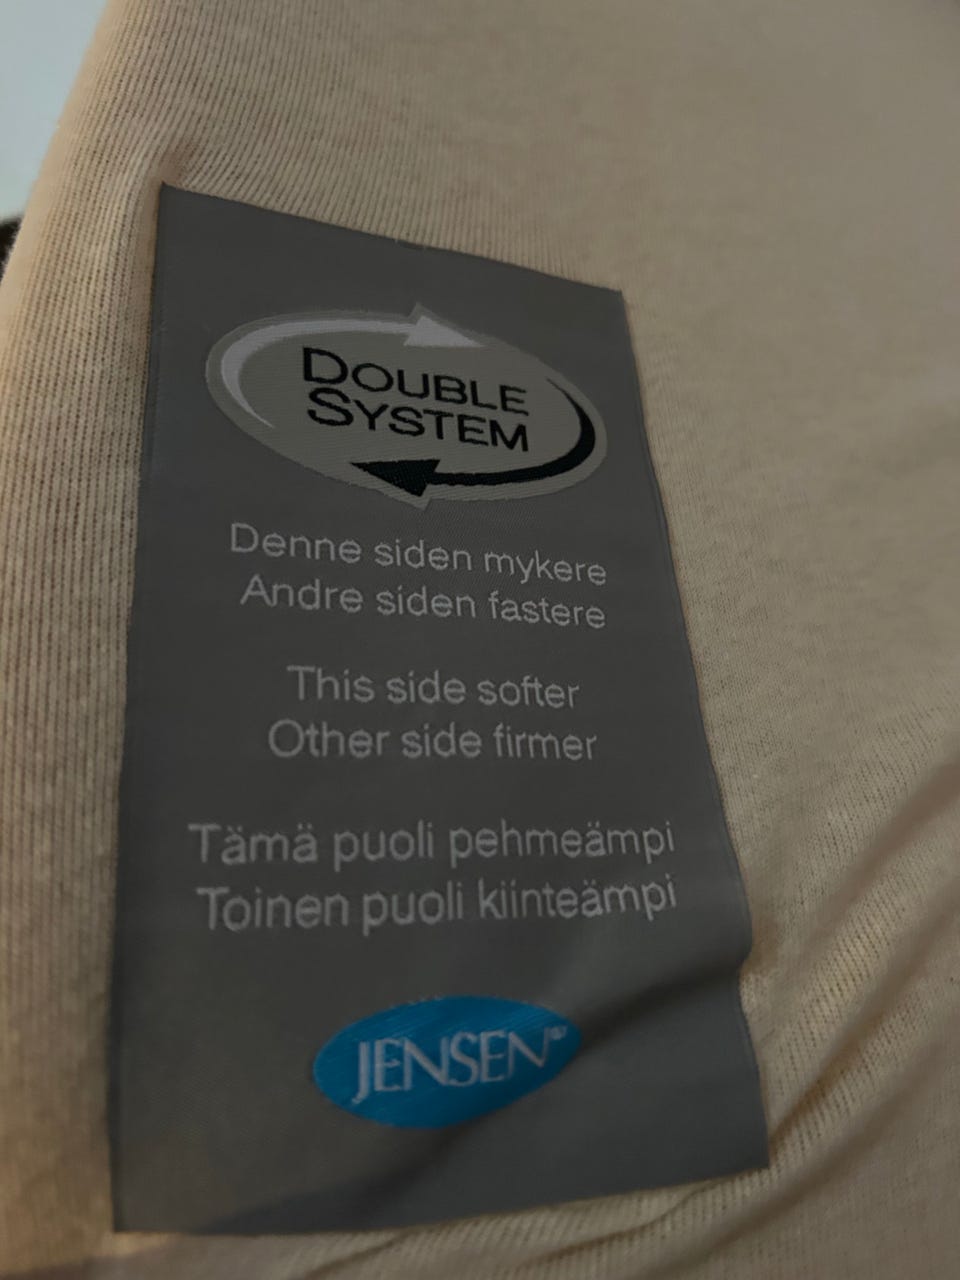 DOUBLE
SYSTEM
Denne siden mykere
Andre siden fastere
This side softer
Other side firmer
Tämä puoli pehmeämpi
Toinen puoli kiinteämpi
JENSEN®